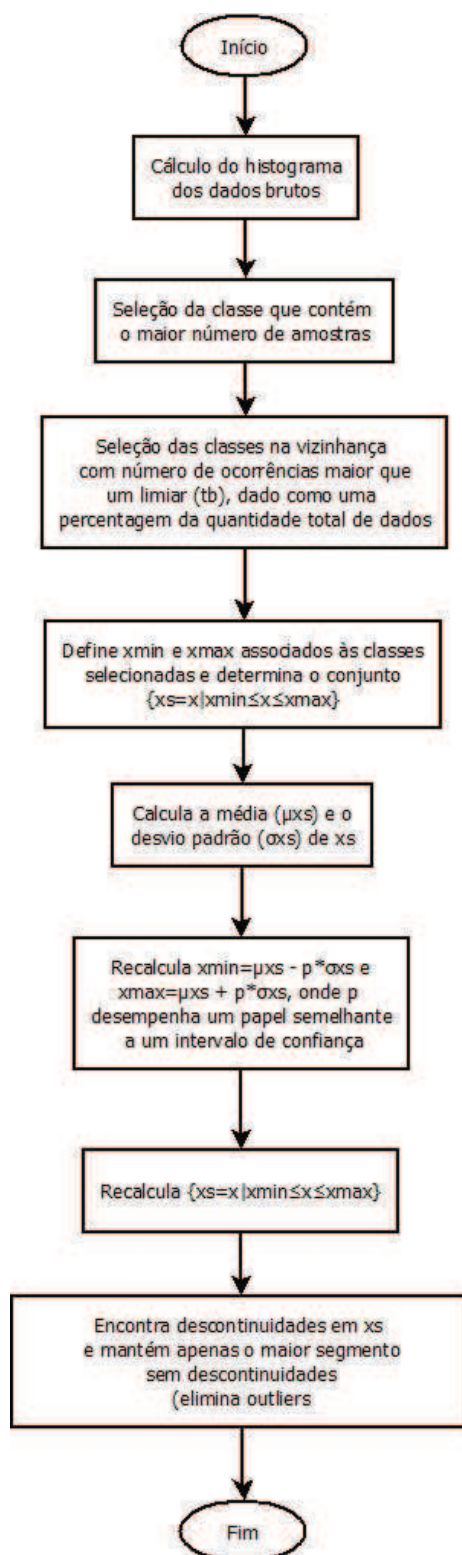 Início
Cálculo do histograma
dos dados brutos
Seleção da classe que contém
o maior número de amostras
Seleção das classes na vizinhança
com número de ocorrências maior que
um limiar (tb), dado como uma
percentagem da quantidade total de dados
Define xmin e xmax associados às classes
selecionadas e determina o conjunto
{xs=x|xmin≤x≤xmax}
Calcula a média (μxs) e o
desvio padrão (σxs) de xs
Recalcula xmin=μxs - p*σxs e
xmax=μxs + p*σxs, onde p
desempenha um papel semelhante
a um intervalo de confiança
Recalcula {xs=x|xmin≤x≤xmax}
Encontra descontinuidades em xs
e mantém apenas o maior segmento
sem descontinuidades
(elimina outliers
Fim